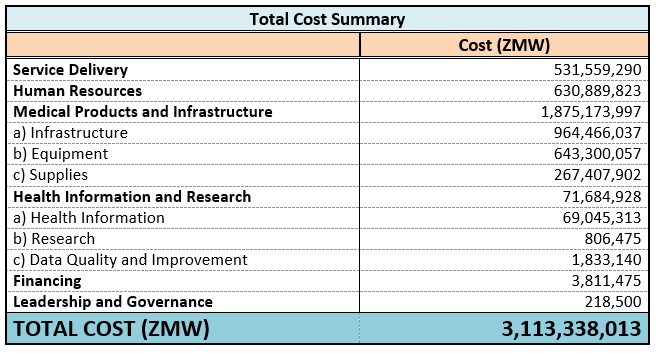 Total Cost Summary
Cost (ZMW)
Service Delivery 531,559,290
Human Resources 630,889,823
Medical Products and Infrastructure 1,875,173,997
a) Infrastructure 964,466,037
b) Equipment 643,300,057
c) Supplies 267,407,902
Health Information and Research 71,684,928
a) Health Information 69,045,313
b) Research 806,475
c) Data Quality and Improvement 1,833,140
Financing 3,811,475
Leadership and Governance 218,500
TOTAL COST (ZMW) 3,113,338,013